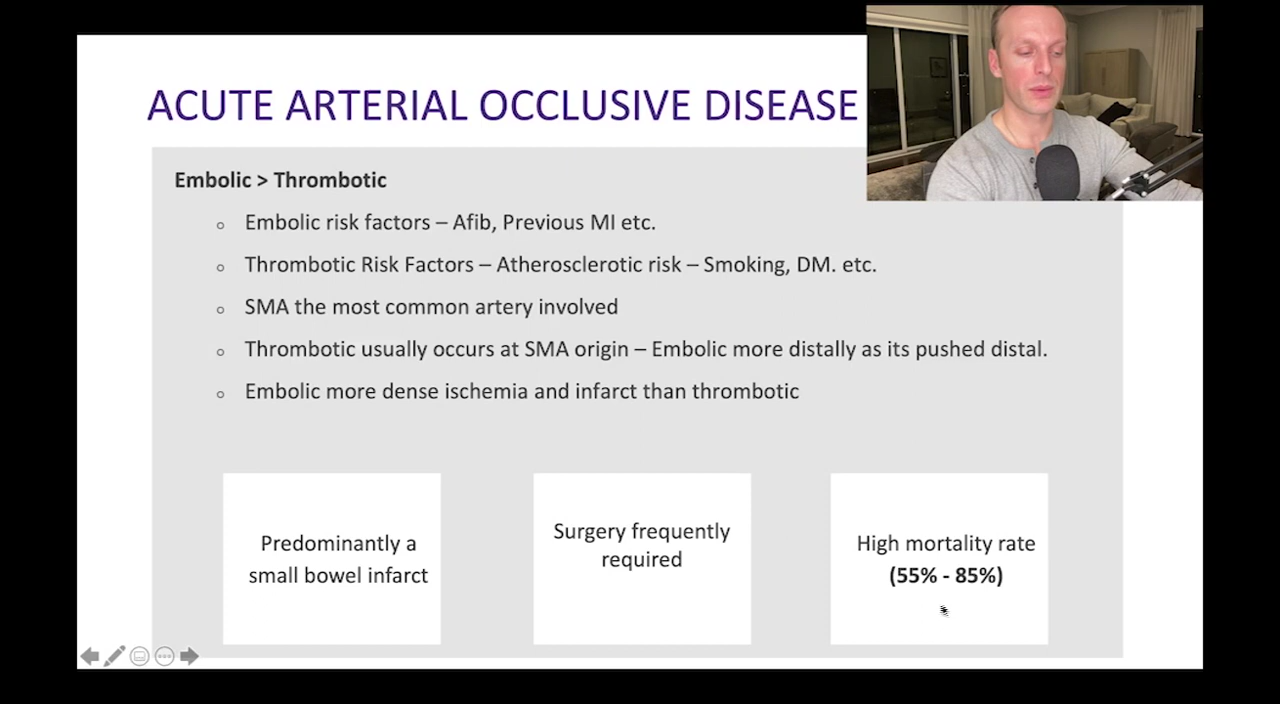 ACUTE ARTERIAL OCCLUSIVE DISEASE
Embolic > Thrombotic
o Embolic risk factors – Afib, Previous MI etc.
o Thrombotic Risk Factors – Atherosclerotic risk – Smoking, DM. etc.
o SMA the most common artery involved
o Thrombotic usually occurs at SMA origin – Embolic more distally as its pushed distal.
o Embolic more dense ischemia and infarct than thrombotic
Predominantly a
small bowel infarct
Surgery frequently
required
High mortality rate
(55% - 85%)